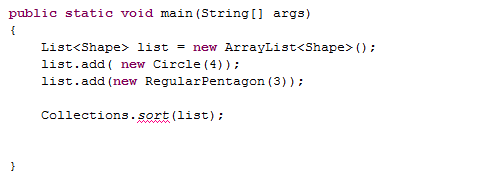 public static void main(String[] args)
{
    List<Shape> list = new ArrayList<Shape>();
    list.add( new Circle(4));
    list.add(new RegularPentagon(3));
    Collections.sort(list);
}